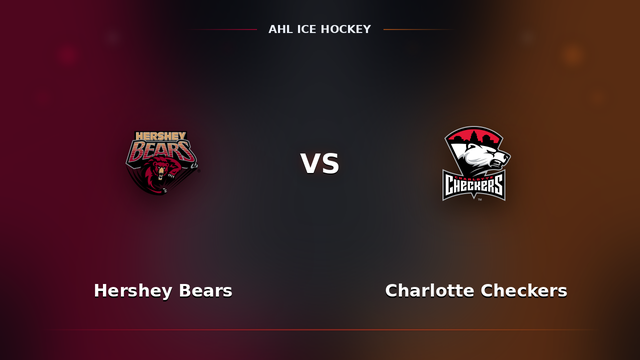 AHL ICE HOCKEY
HERSHEY
BEARS
VS
CHECKERS
Hershey Bears
Charlotte Checkers